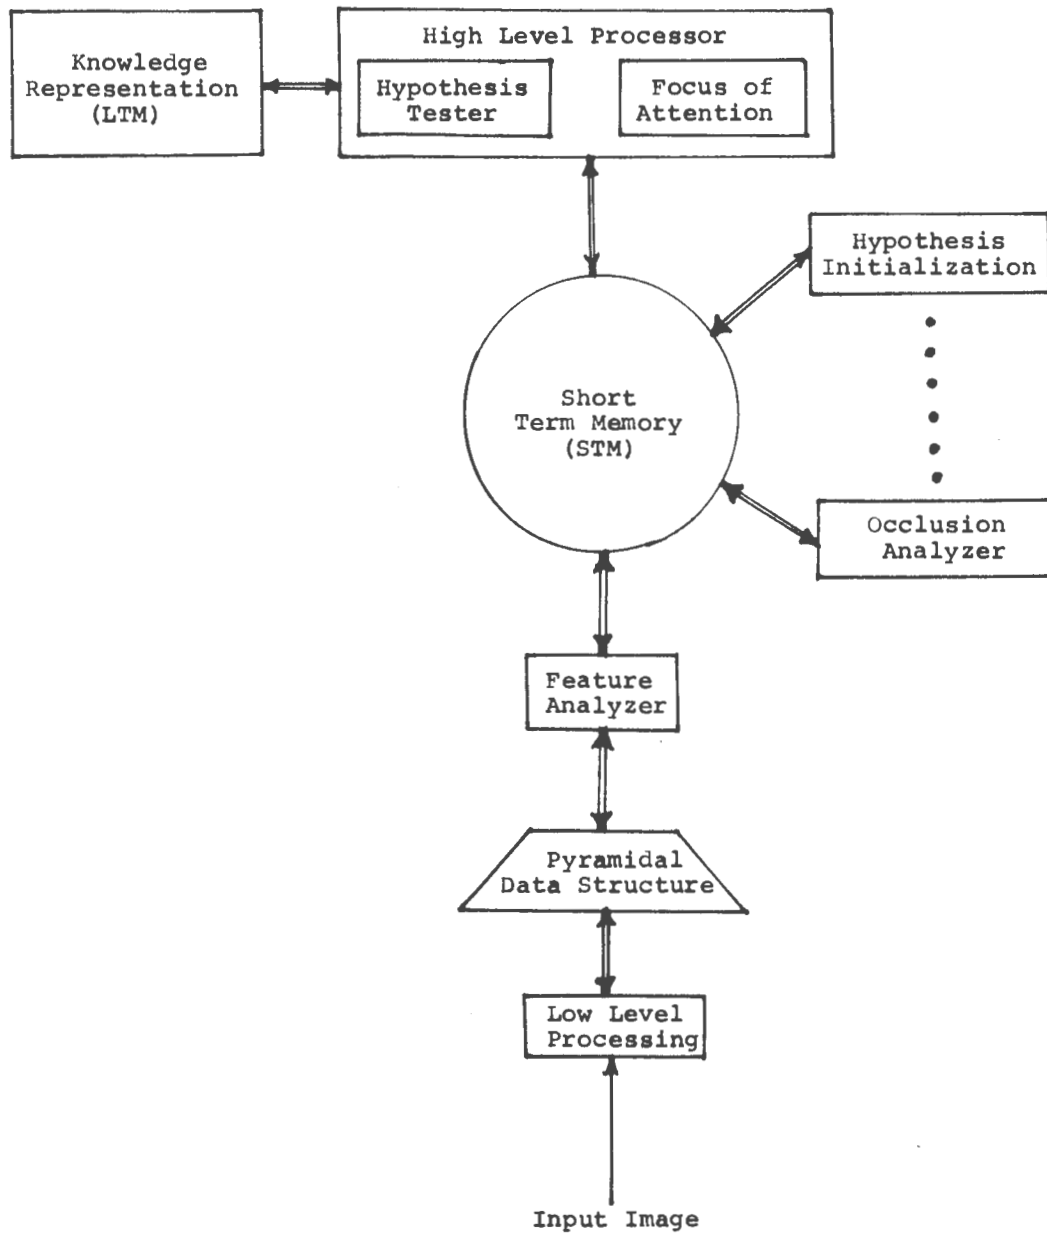 Knowledge
Representation
(LTM)
High Level Processor
Hypothesis
Tester
Focus of
Attention
Hypothesis
Initialization
Short
Term Memory
(STM)
Occlusion
Analyzer
Feature
Analyzer
Pyramidal
Data Structure
Low Level
Processing
Input Image